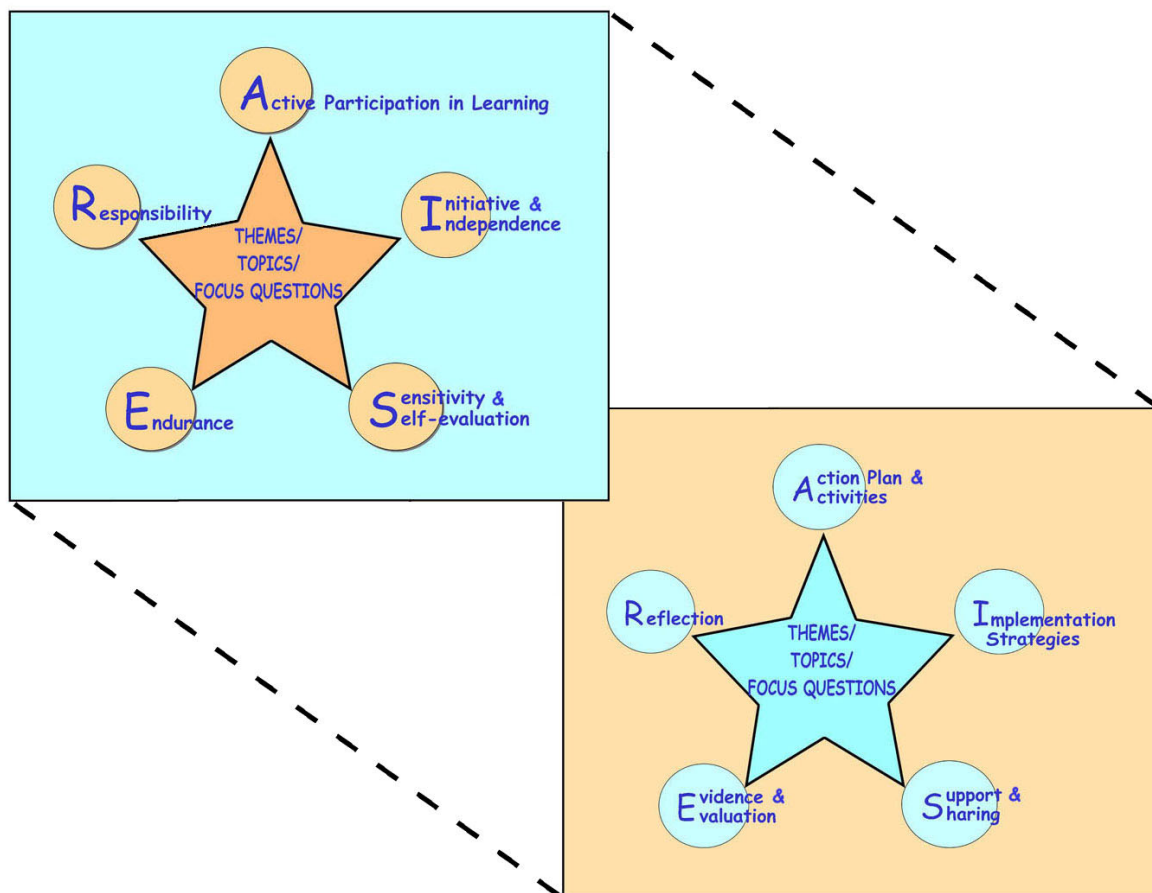 Active Participation in Learning
Responsibility
Initiative &
Independence
THEMES/
TOPICS/
FOCUS QUESTIONS
Endurance
Sensitivity &
Self-evaluation
Action Plan &
Activities
Reflection
Implementation
Strategies
THEMES/
TOPICS/
FOCUS QUESTIONS
Evidence &
Evaluation
Support &
Sharing